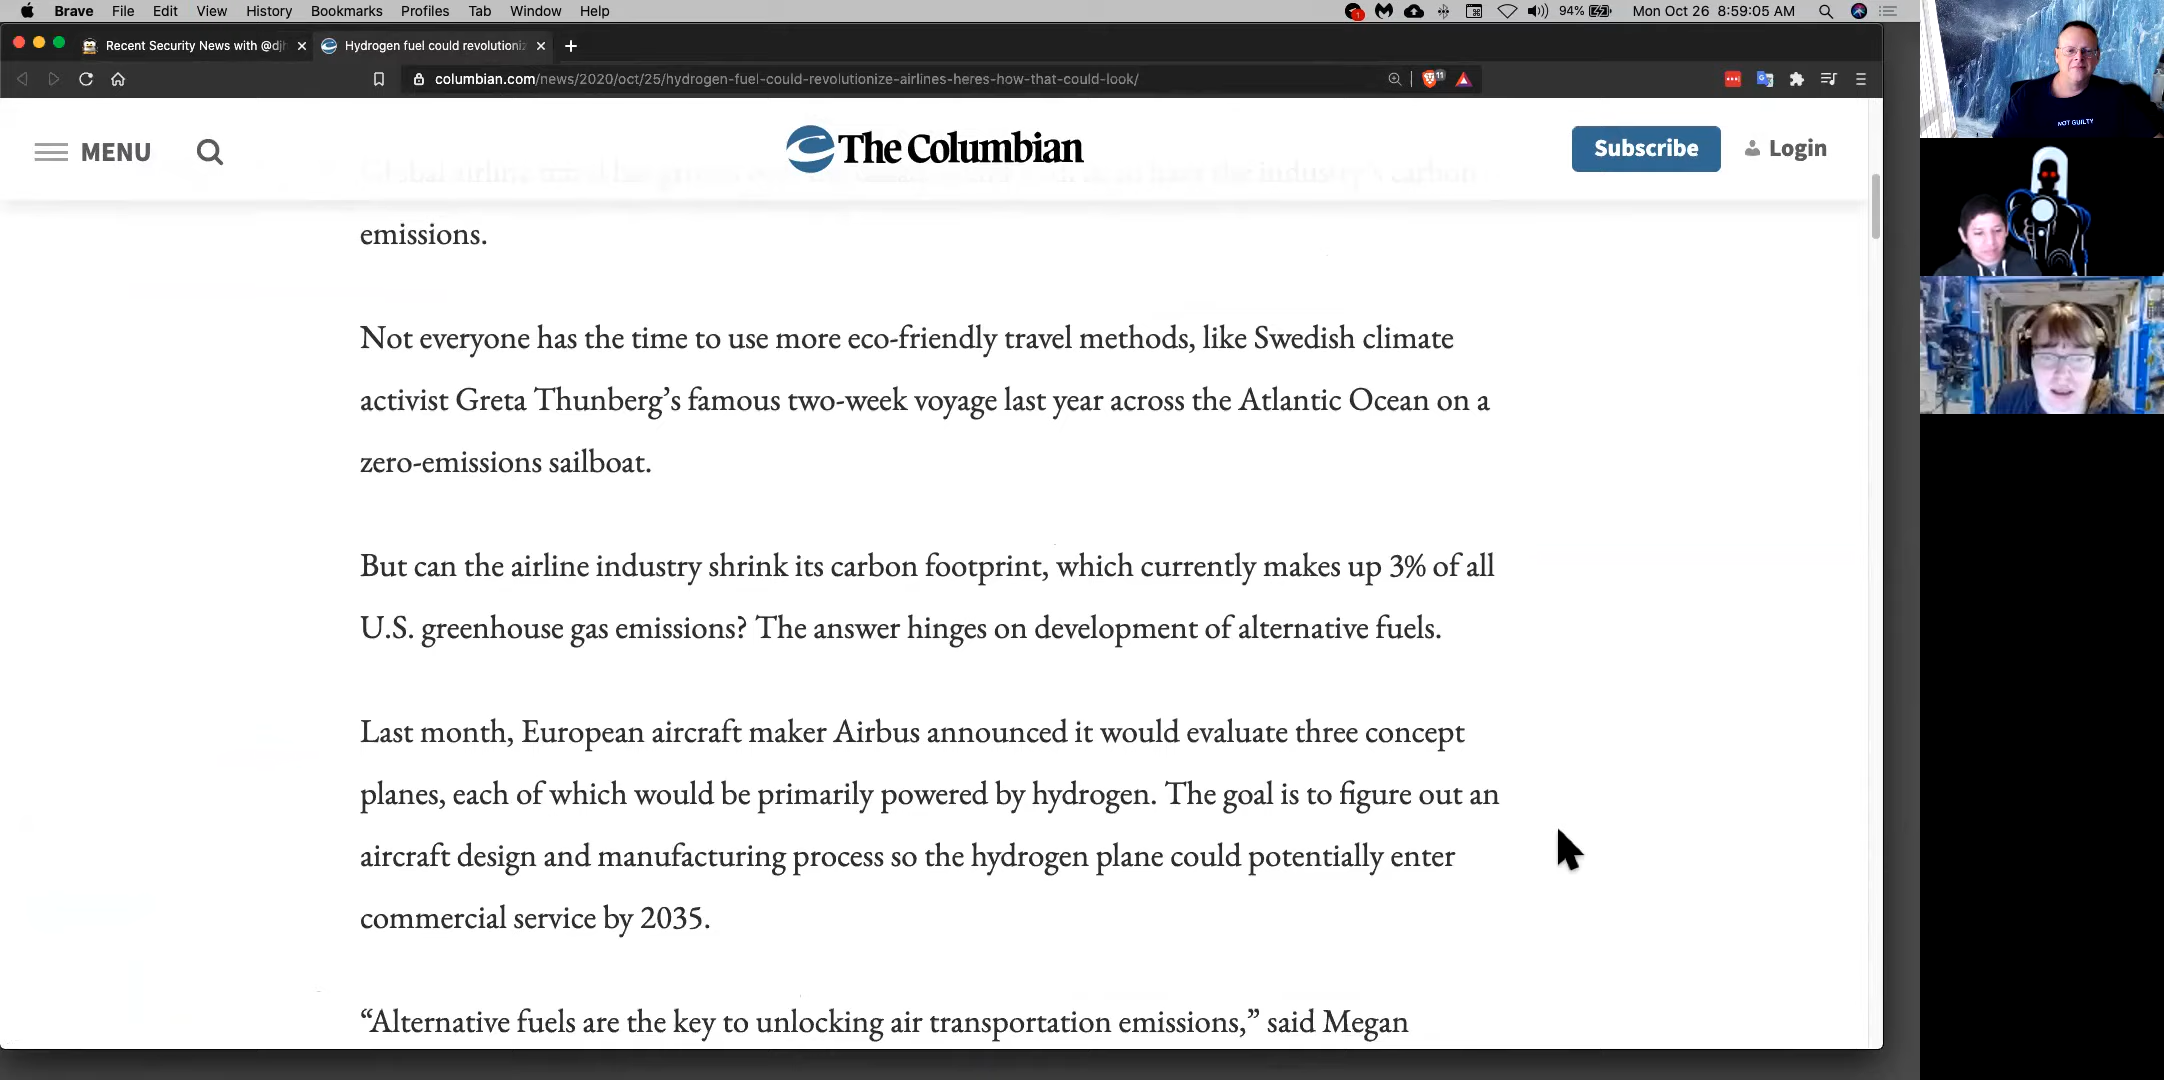 Brave File Edit View History Bookmarks Profiles Tab Window Help 94% Mon Oct 26 8:59:05 AM
Recent Security News with @djh Hydrogen fuel could revolutioniz
columbian.com/news/2020/oct/25/hydrogen-fuel-could-revolutionize-airlines-heres-how-that-could-look/ 11
MENU The Columbian Subscribe Login
emissions.
Not everyone has the time to use more eco-friendly travel methods, like Swedish climate
activist Greta Thunberg’s famous two-week voyage last year across the Atlantic Ocean on a
zero-emissions sailboat.
But can the airline industry shrink its carbon footprint, which currently makes up 3% of all
U.S. greenhouse gas emissions? The answer hinges on development of alternative fuels.
Last month, European aircraft maker Airbus announced it would evaluate three concept
planes, each of which would be primarily powered by hydrogen. The goal is to figure out an
aircraft design and manufacturing process so the hydrogen plane could potentially enter
commercial service by 2035.
“Alternative fuels are the key to unlocking air transportation emissions,” said Megan
NOT GUILTY